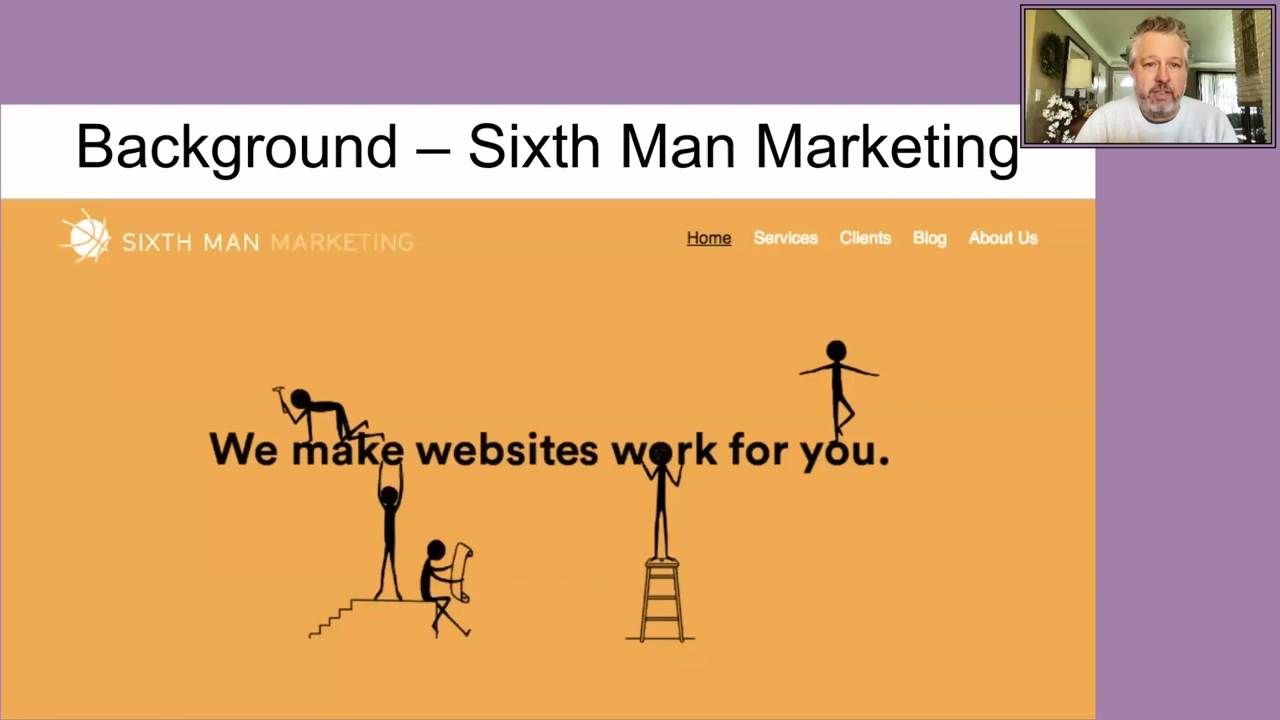 Background – Sixth Man Marketing
SIXTH MAN MARKETING
Home Services Clients Blog About Us
We make websites work for you.